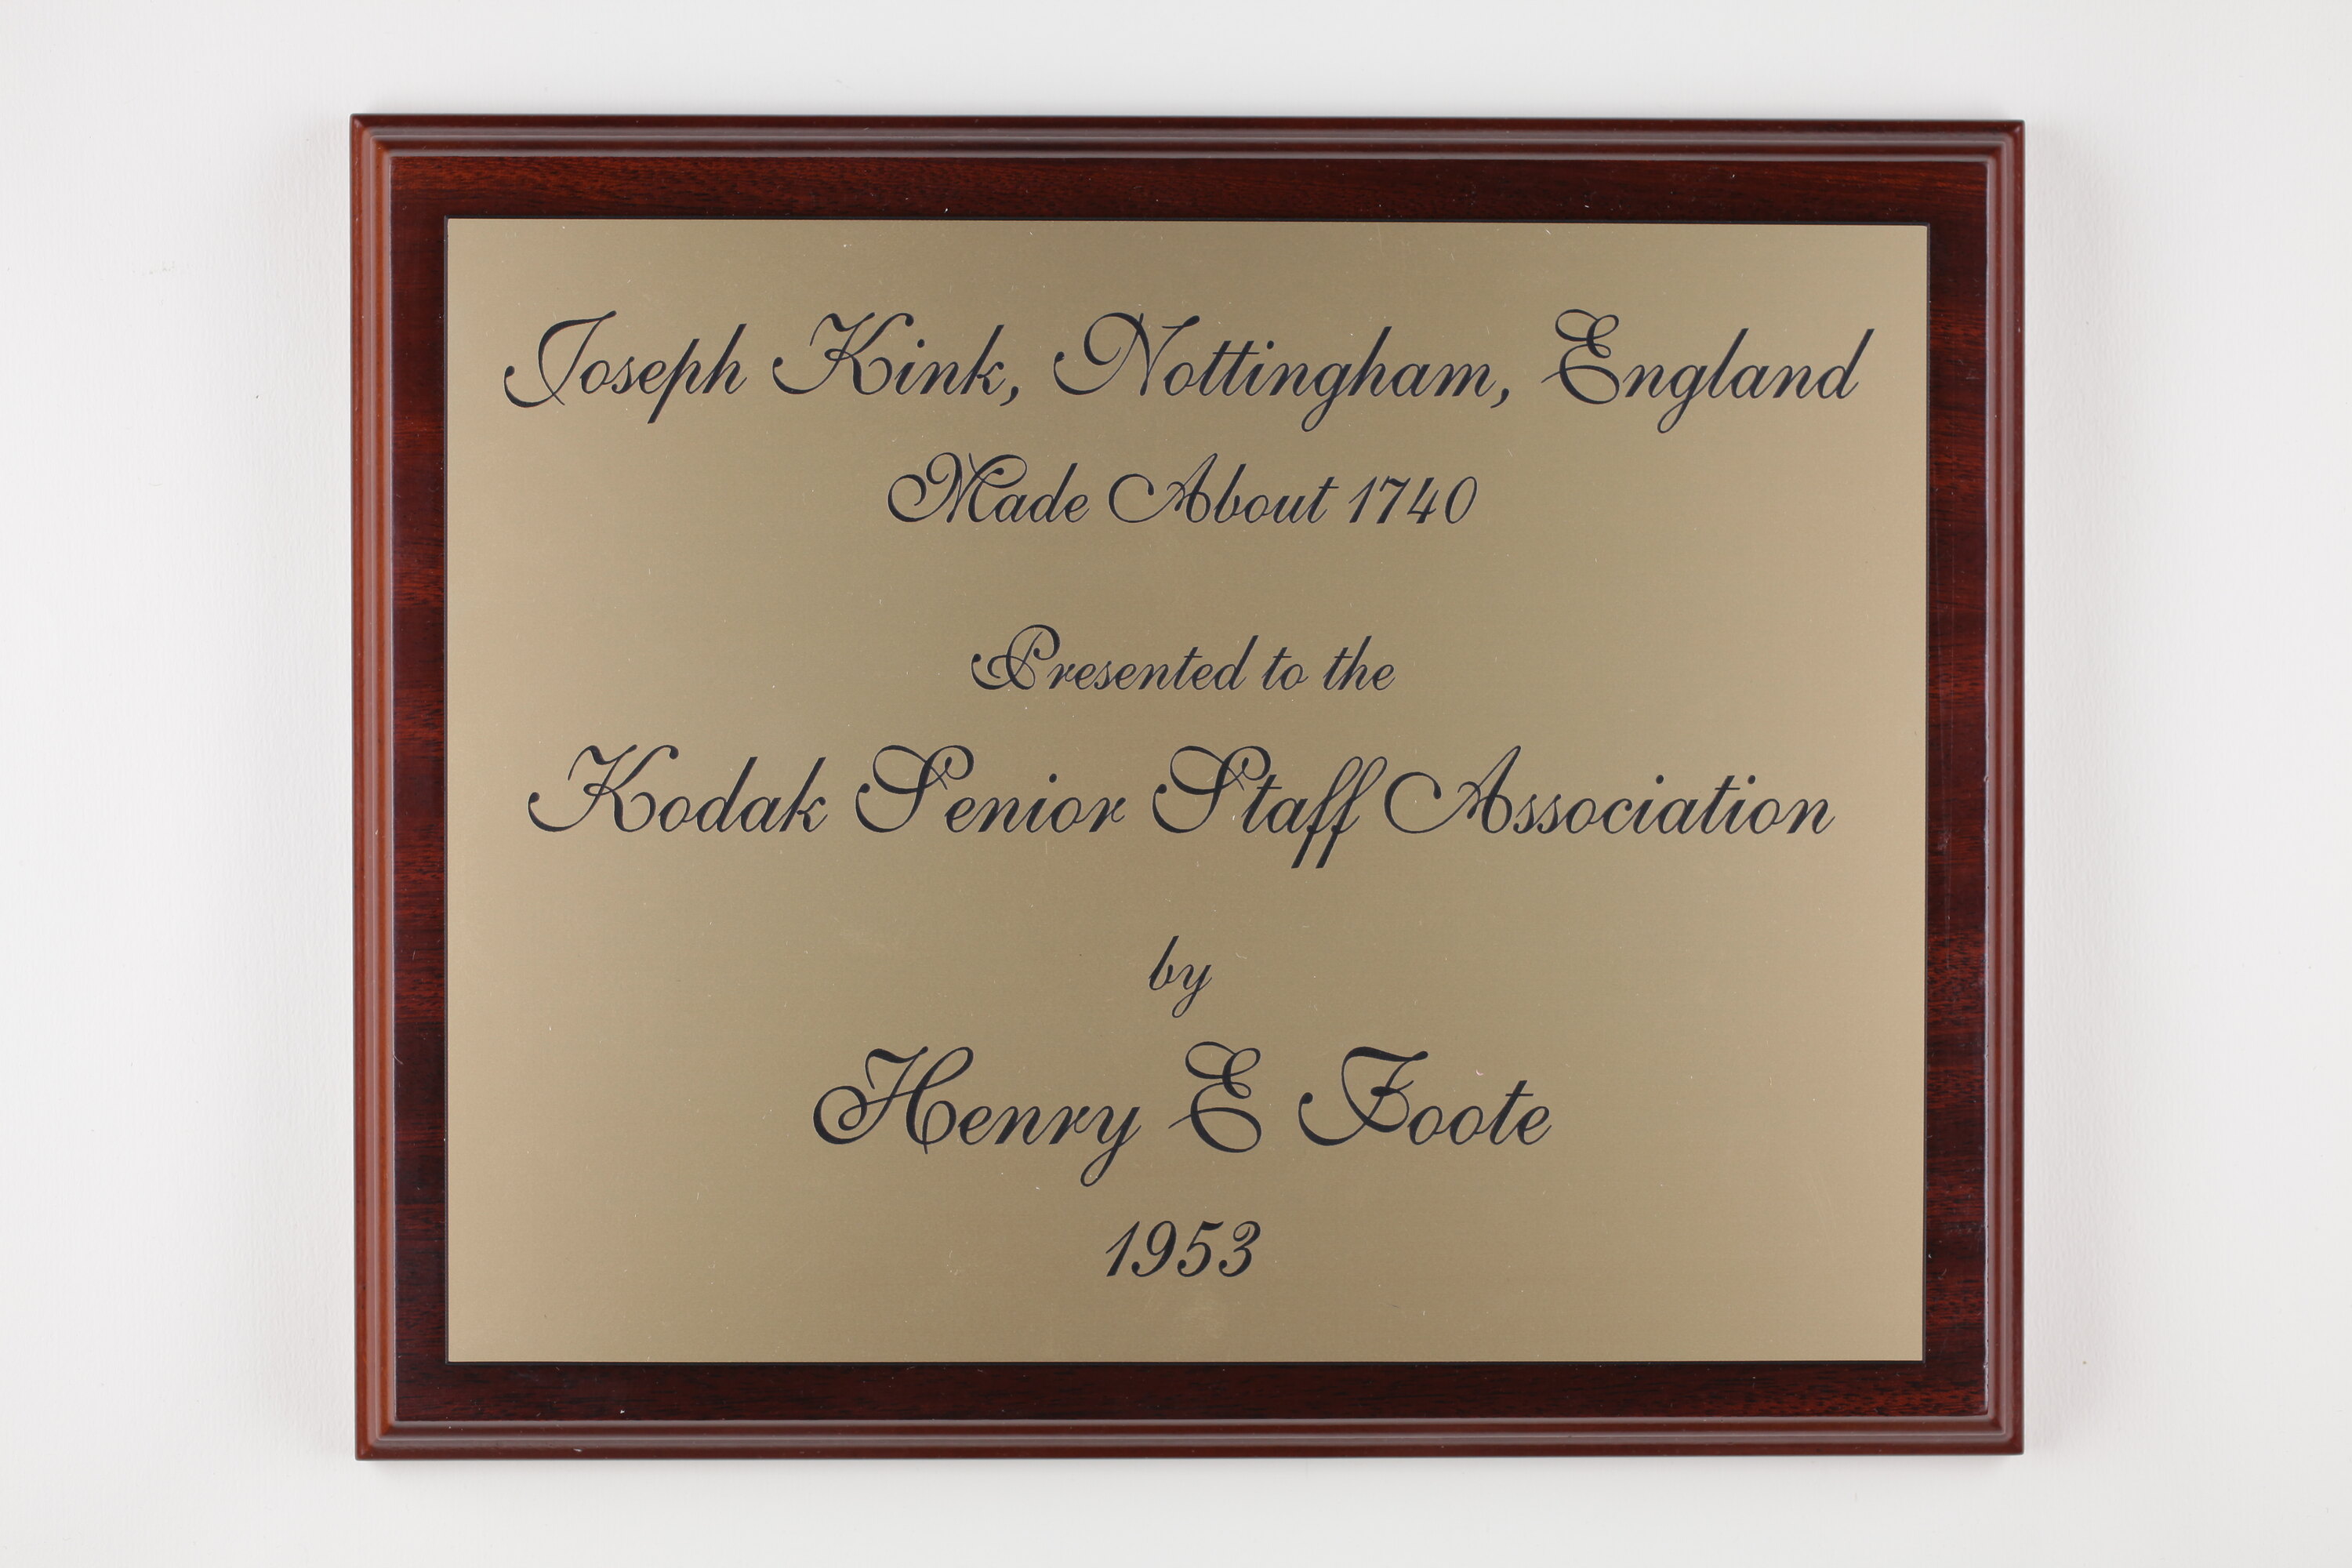 Joseph Kink, Nottingham, England
Made About 1740
Presented to the
Kodak Senior Staff Association
by
Henry E Foote
1953